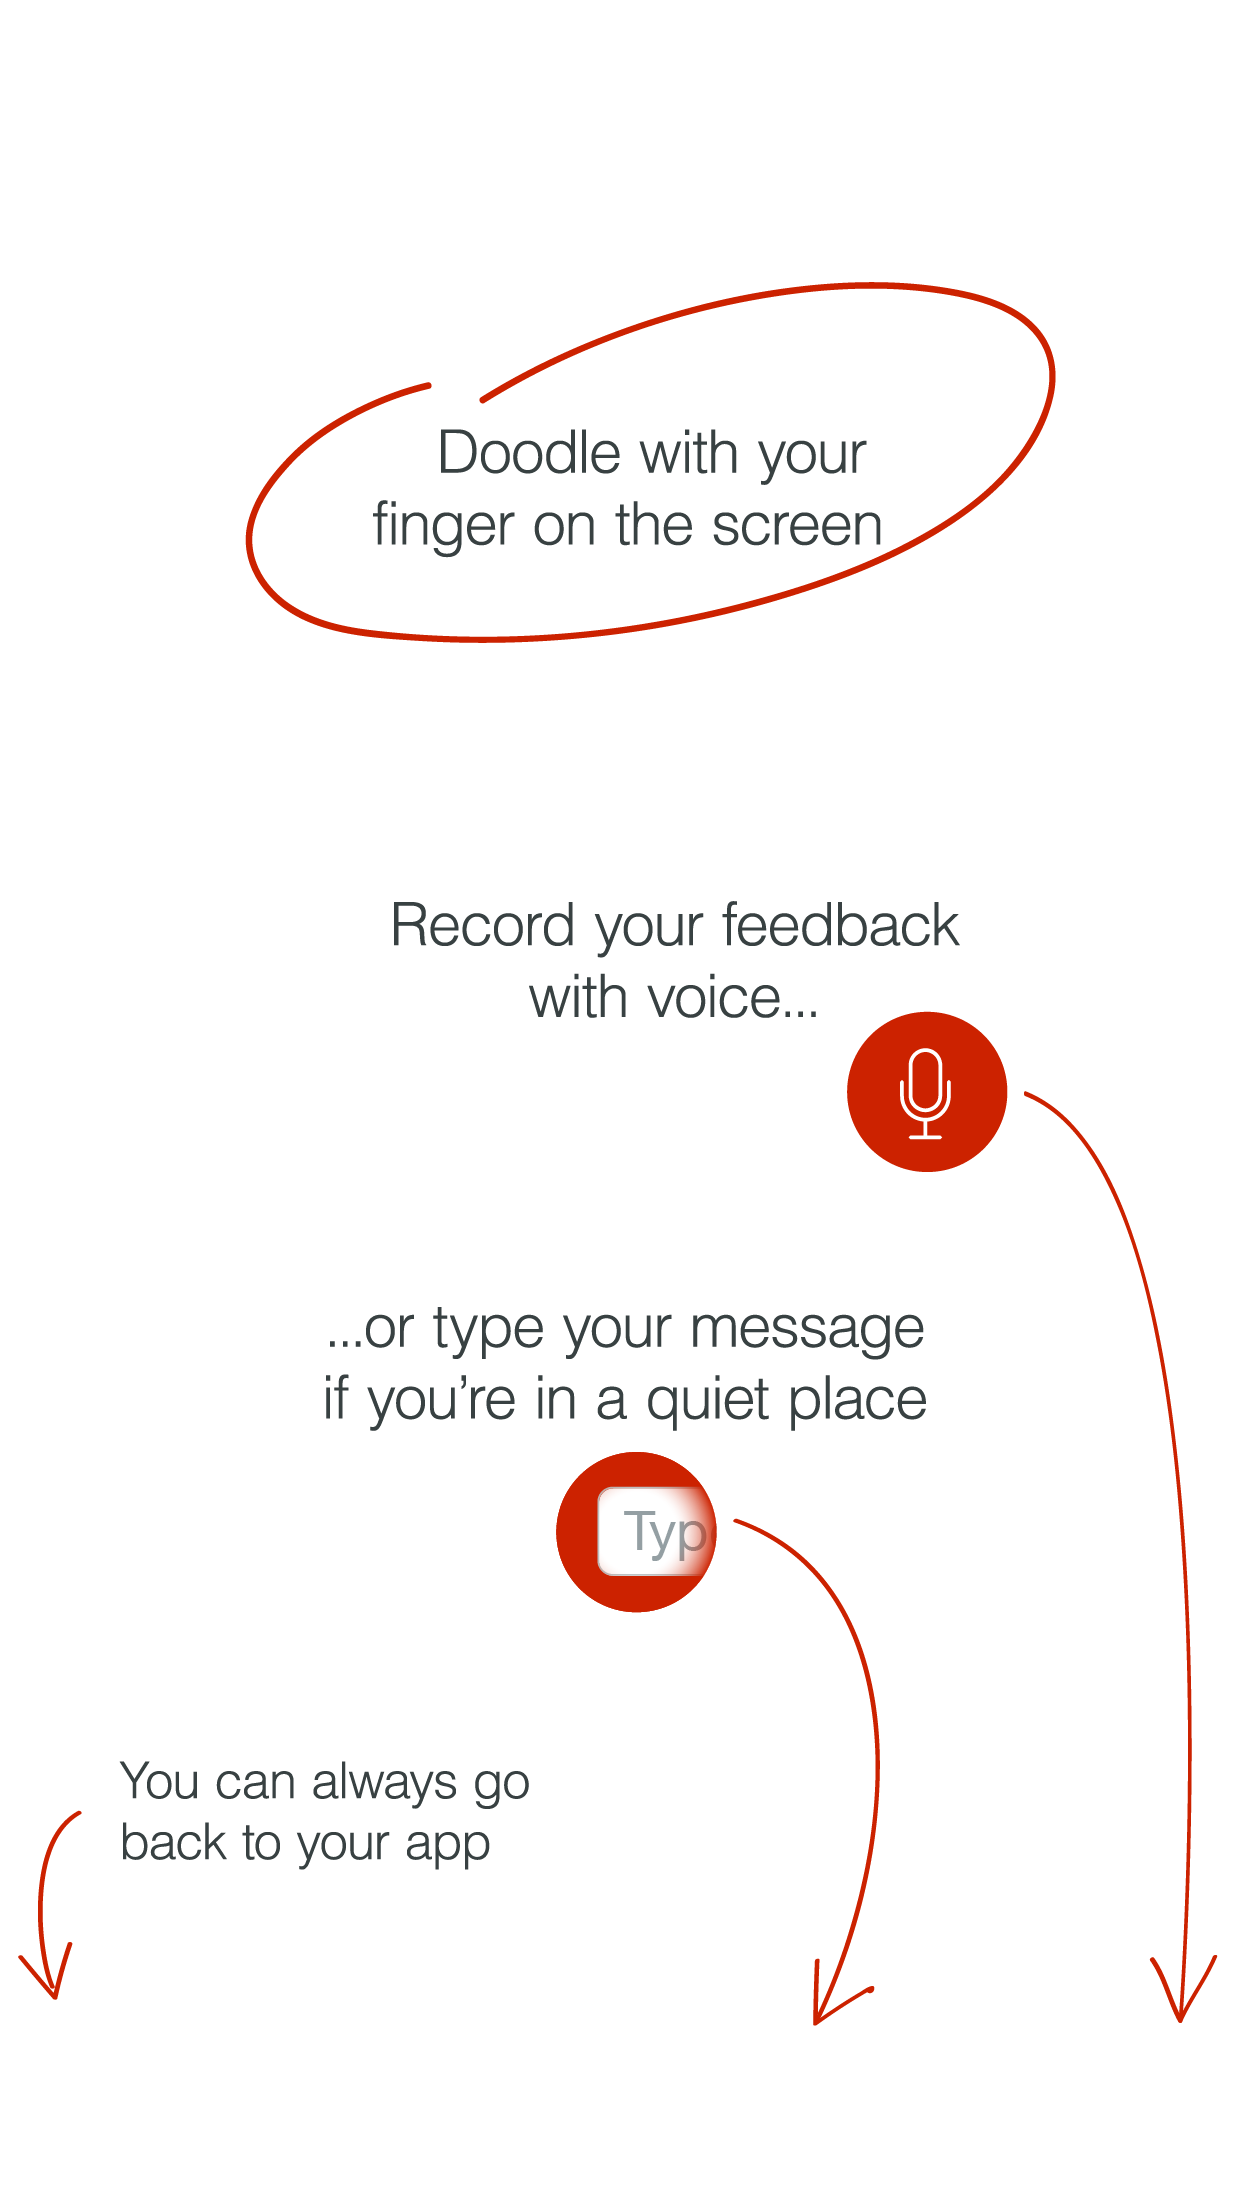 Doodle with your
finger on the screen
Record your feedback
with voice...
...or type your message
if you’re in a quiet place
Typ
You can always go
back to your app